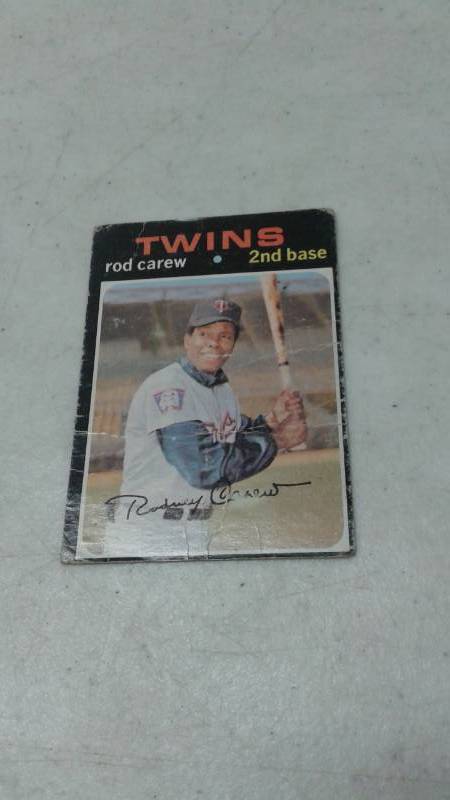 TWINS
rod carew • 2nd base
Rodney Carew